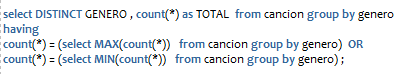 select DISTINCT GENERO , count(*) as TOTAL from cancion group by genero
having
count(*) = (select MAX(count(*)) from cancion group by genero) OR
count(*) = (select MIN(count(*)) from cancion group by genero) ;